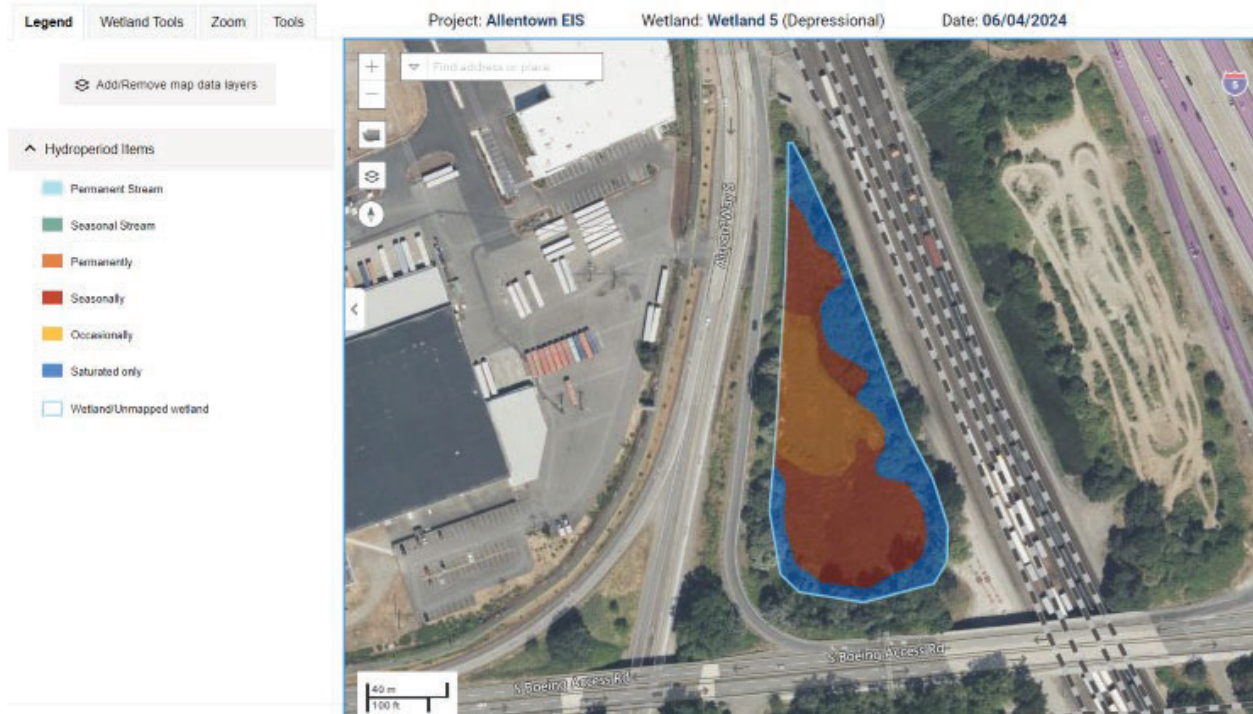 Legend Wetland Tools Zoom Tools
Project: Allentown EIS Wetland: Wetland 5 (Depressional) Date: 06/04/2024
Add/Remove map data layers
Hydroperiod Items
Permanent Stream
Seasonal Stream
Permanently
Seasonally
Occasionally
Saturated only
Wetland/Unmapped wetland
Find address or place
5
Airport Way S
S Boeing Access Rd
S Boeing Access Rd
40 m
100 ft